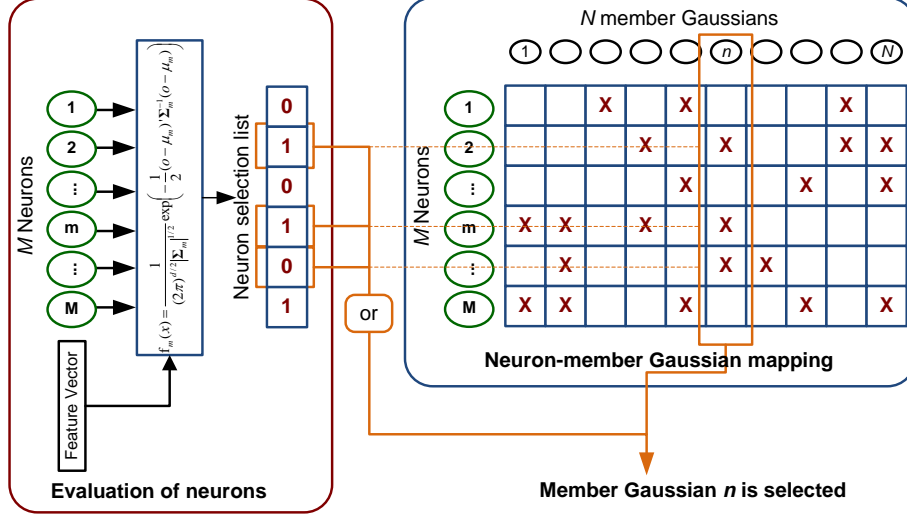 M Neurons
1
2
⋮
m
⋮
M
f_m(x) = 1 / ((2π)^{d/2} |Σ_m|^{1/2}) exp(−1/2 (o − μ_m)' Σ_m^{-1} (o − μ_m))
Feature Vector
Neuron selection list
0
1
0
1
0
1
or
Evaluation of neurons
N member Gaussians
1 n N
M Neurons
1 X X X
2 X X X X
⋮ X X X
m X X X X
⋮ X X X
M X X X X X
Neuron-member Gaussian mapping
Member Gaussian n is selected